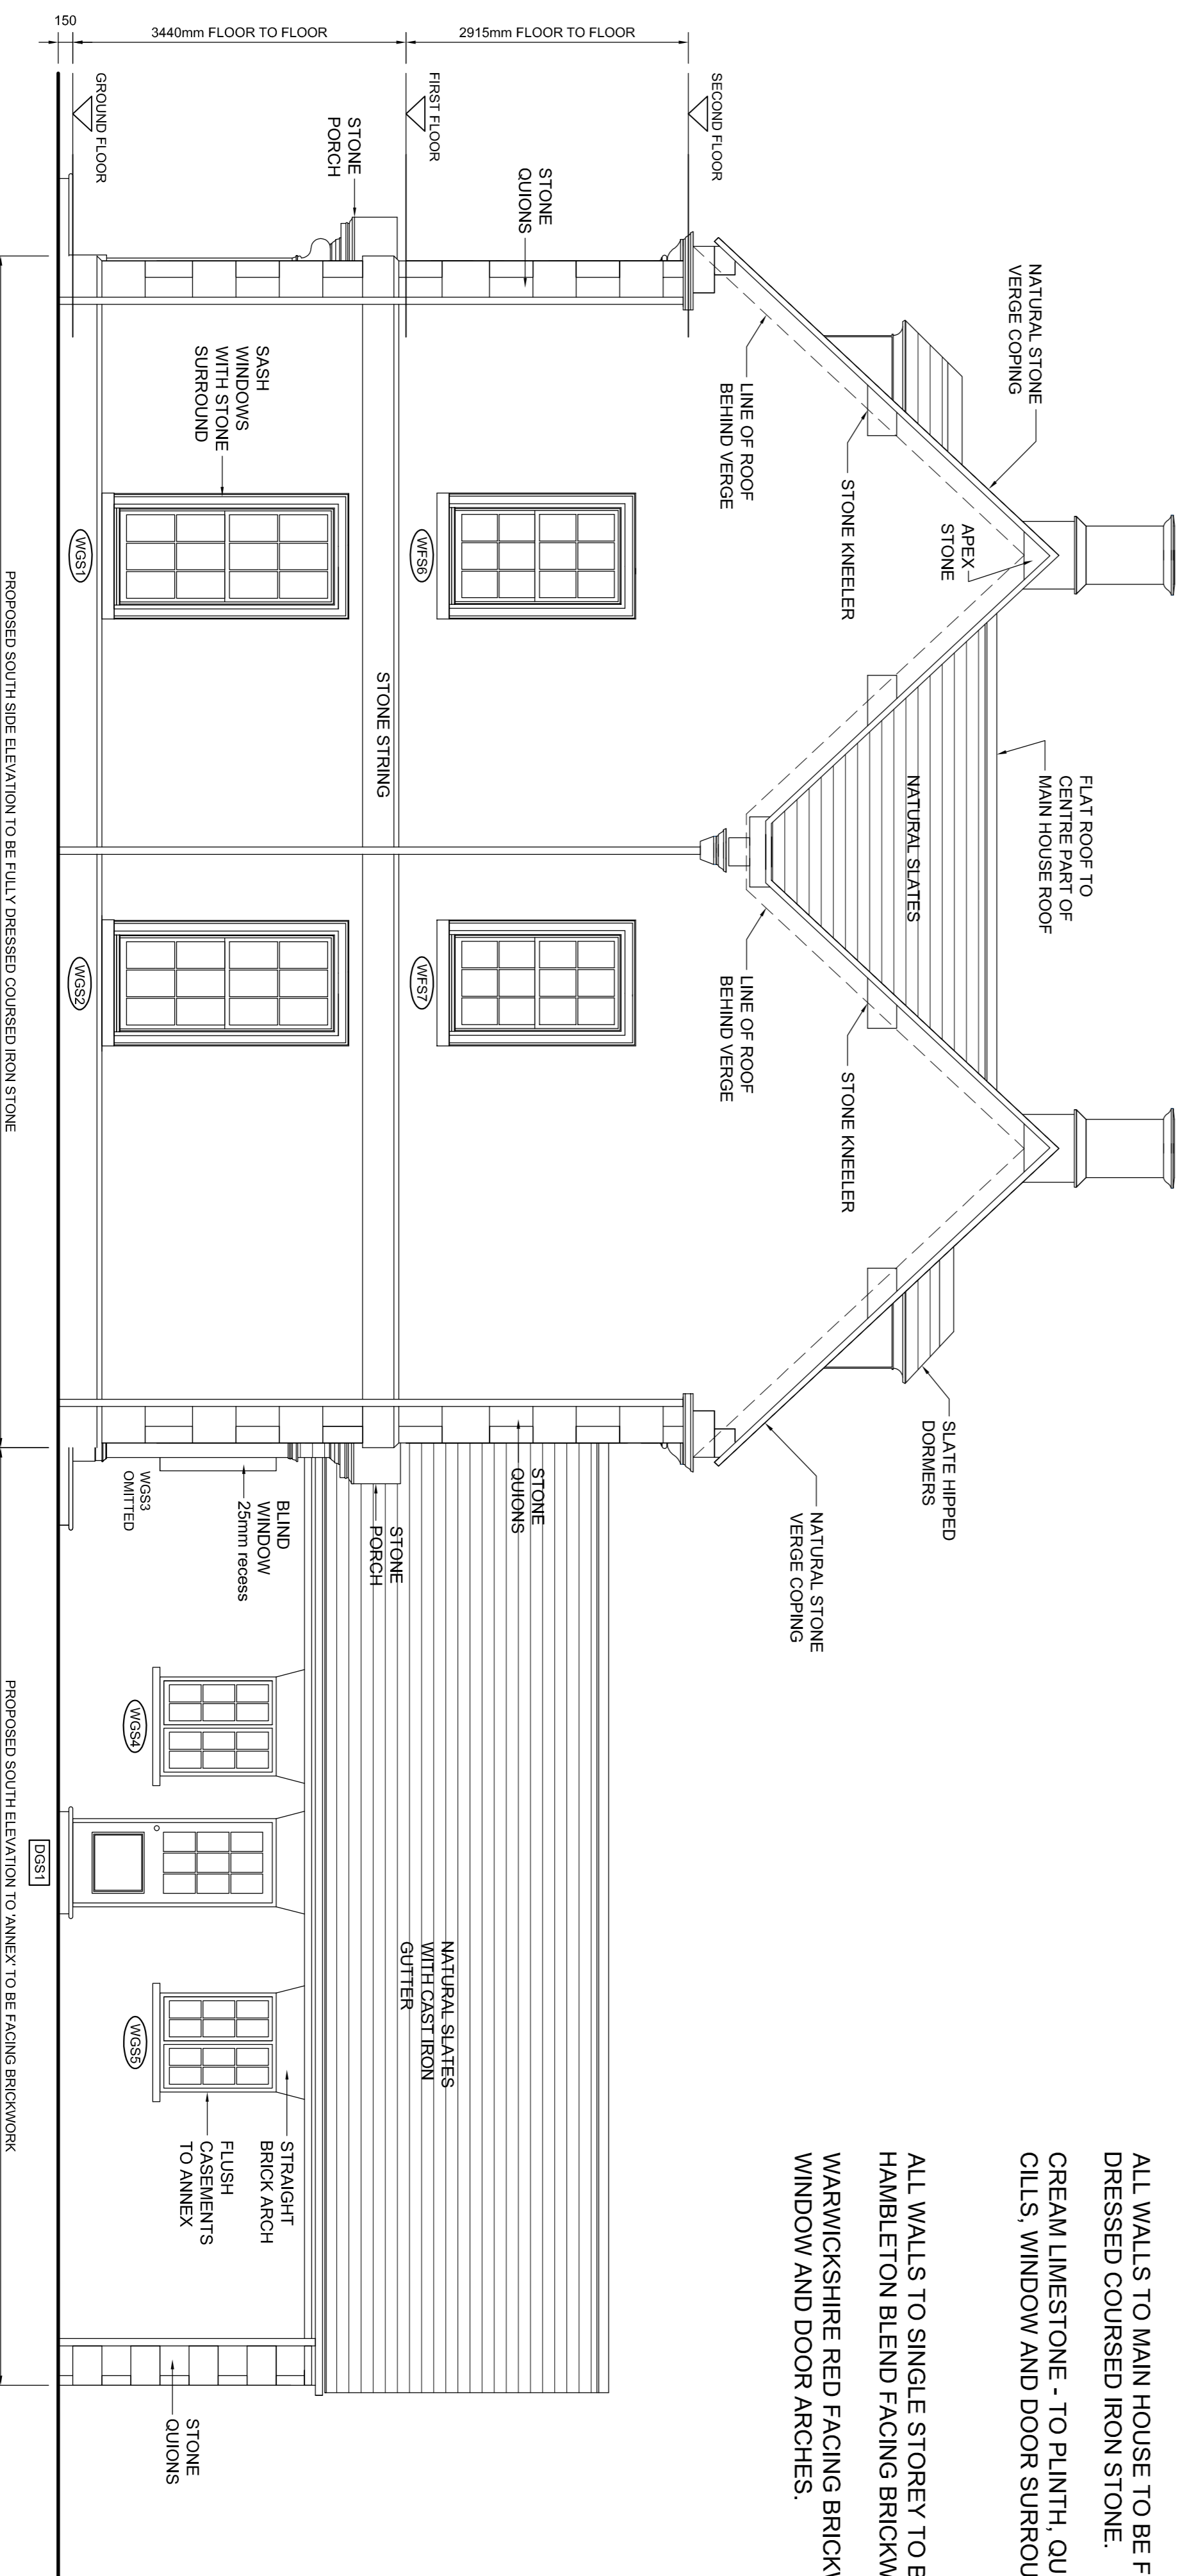 ALL WALLS TO MAIN HOUSE TO BE
DRESSED COURSED IRON STONE.
CREAM LIMESTONE - TO PLINTH,
CILLS, WINDOW AND DOOR
ALL WALLS TO SINGLE STOREY TO
HAMBLETON BLEND FACING
WARWICKSHIRE RED FACING
WINDOW AND DOOR ARCHES.
NATURAL STONE
VERGE COPING
FLAT ROOF TO
CENTRE PART OF
MAIN HOUSE ROOF
APEX
STONE
SLATE HIPPED
DORMERS
NATURAL SLATES
STONE KNEELER
STONE KNEELER
NATURAL STONE
VERGE COPING
LINE OF ROOF
BEHIND VERGE
LINE OF ROOF
BEHIND VERGE
SECOND FLOOR
2915mm FLOOR TO FLOOR
STONE
QUIONS
STONE
QUIONS
FIRST FLOOR
WFS6
WFS7
NATURAL SLATES
WITH CAST IRON
GUTTER
STONE STRING
STONE
PORCH
STONE
PORCH
3440mm FLOOR TO FLOOR
SASH
WINDOWS
WITH STONE
SURROUND
BLIND
WINDOW
25mm recess
STRAIGHT
BRICK ARCH
FLUSH
CASEMENTS
TO ANNEX
STONE
QUIONS
WGS3
OMITTED
WGS4
WGS5
GROUND FLOOR
150
WGS1
WGS2
DGS1
PROPOSED SOUTH SIDE ELEVATION TO BE FULLY DRESSED COURSED IRON STONE
PROPOSED SOUTH ELEVATION TO 'ANNEX' TO BE FACING BRICKWORK